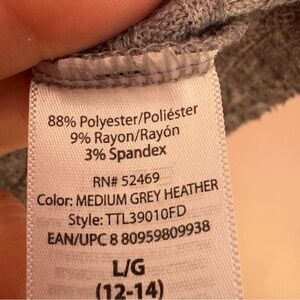 88% Polyester/Poliéster
9% Rayon/Rayón
3% Spandex
RN# 52469
Color: MEDIUM GREY HEATHER
Style: TTL39010FD
EAN/UPC 8 80959809938
L/G
(12-14)